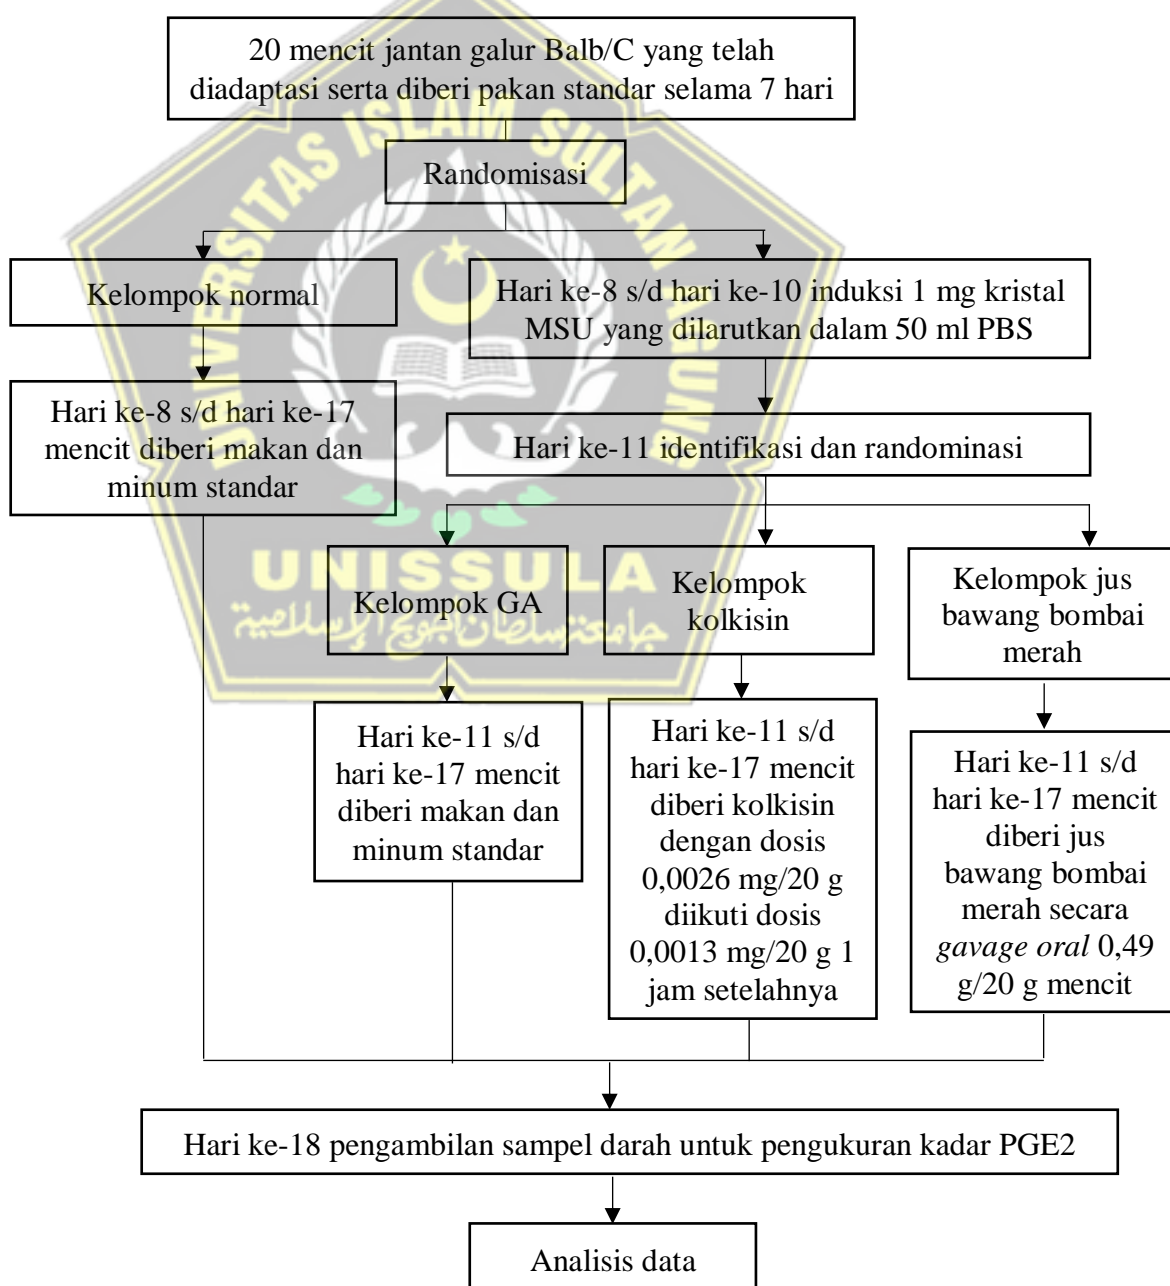 20 mencit jantan galur Balb/C yang telah
diadaptasi serta diberi pakan standar selama 7 hari
Randomisasi
Kelompok normal
Hari ke-8 s/d hari ke-10 induksi 1 mg kristal
MSU yang dilarutkan dalam 50 ml PBS
Hari ke-8 s/d hari ke-17
mencit diberi makan dan
minum standar
Hari ke-11 identifikasi dan randominasi
Kelompok GA
Kelompok
kolkisin
Kelompok jus
bawang bombai
merah
Hari ke-11 s/d
hari ke-17 mencit
diberi makan dan
minum standar
Hari ke-11 s/d
hari ke-17 mencit
diberi kolkisin
dengan dosis
0,0026 mg/20 g
diikuti dosis
0,0013 mg/20 g 1
jam setelahnya
Hari ke-11 s/d
hari ke-17 mencit
diberi jus
bawang bombai
merah secara
gavage oral 0,49
g/20 g mencit
Hari ke-18 pengambilan sampel darah untuk pengukuran kadar PGE2
Analisis data
UNIVERSITAS ISLAM SULTAN AGUNG
UNISSULA
جامعتنسلطان أجونج الإسلامية